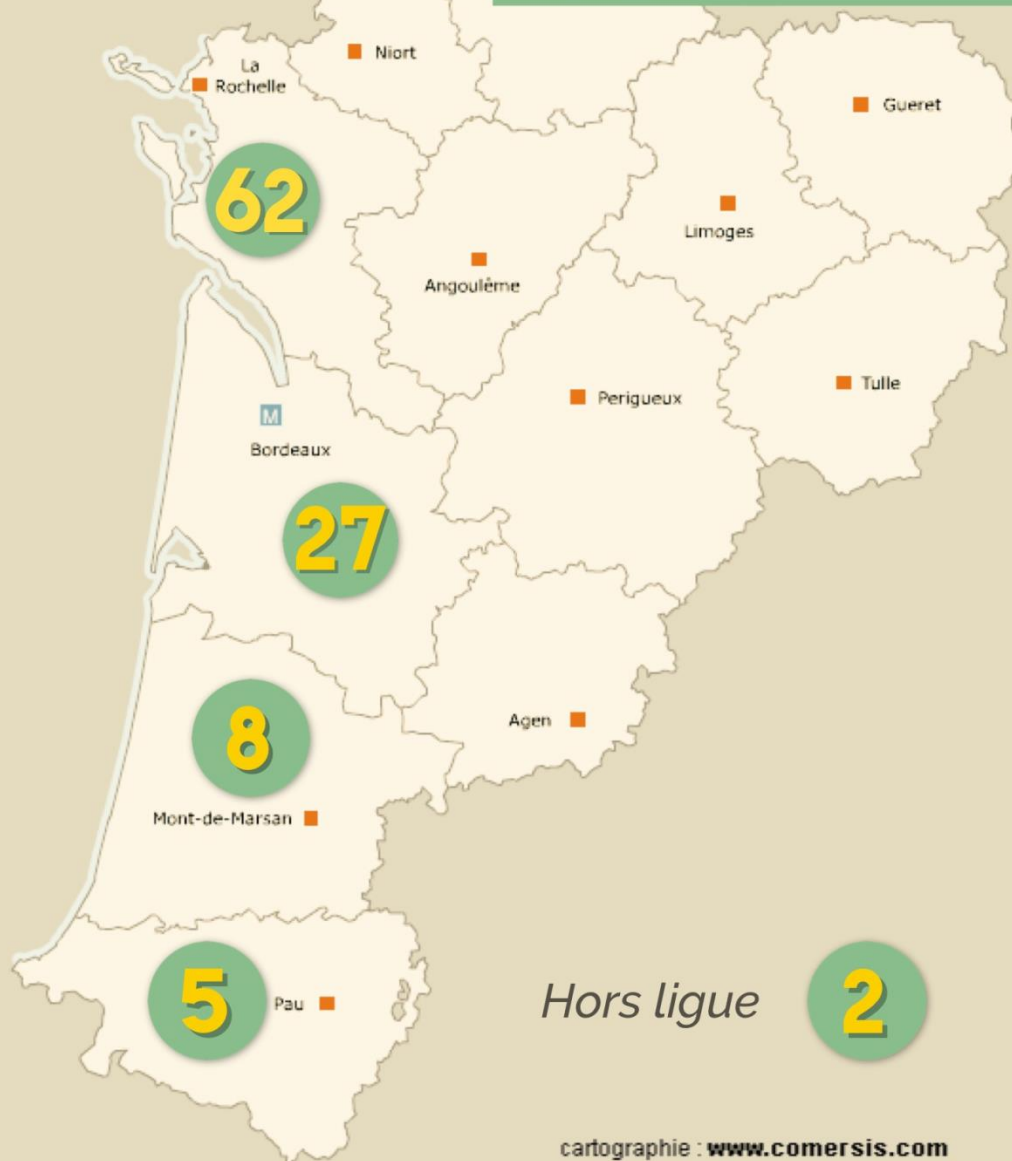 Niort
La
Rochelle
Gueret
62
Limoges
Angoulême
Tulle
Perigueux
M
Bordeaux
27
Agen
8
Mont-de-Marsan
5
Pau
Hors ligue
2
cartographie : www.comersis.com